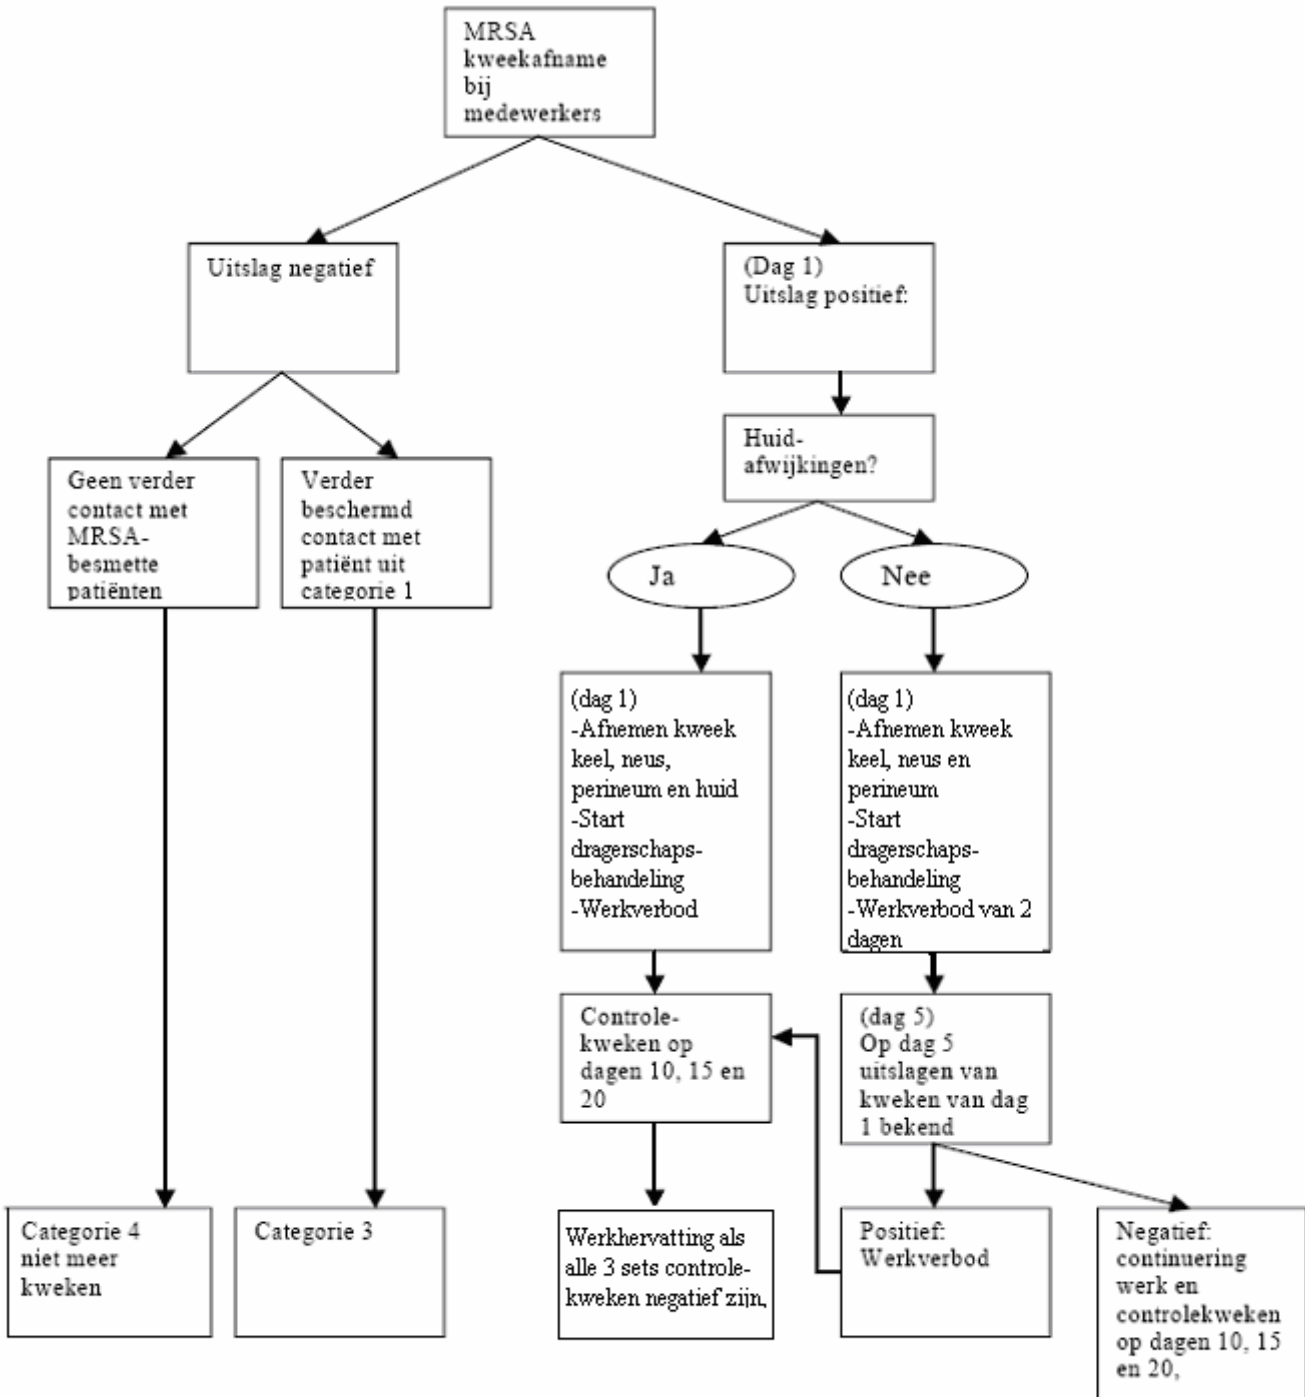 MRSA
kweekafname
bij
medewerkers
Uitslag negatief
(Dag 1)
Uitslag positief:
Huid-
afwijkingen?
Geen verder
contact met
MRSA-
besmette
patiënten
Verder
beschermd
contact met
patiënt uit
categorie 1
Ja
Nee
(dag 1)
-Afnemen kweek
keel, neus,
perineum en huid
-Start
dragerschaps-
behandeling
-Werkverbod
(dag 1)
-Afnemen kweek
keel, neus en
perineum
-Start
dragerschaps-
behandeling
-Werkverbod van 2
dagen
Controle-
kweken op
dagen 10, 15 en
20
(dag 5)
Op dag 5
uitslagen van
kweken van dag
1 bekend
Categorie 4
niet meer
kweken
Categorie 3
Werkhervatting als
alle 3 sets controle-
kweken negatief zijn,
Positief:
Werkverbod
Negatief:
continuering
werk en
controlekweken
op dagen 10, 15
en 20,